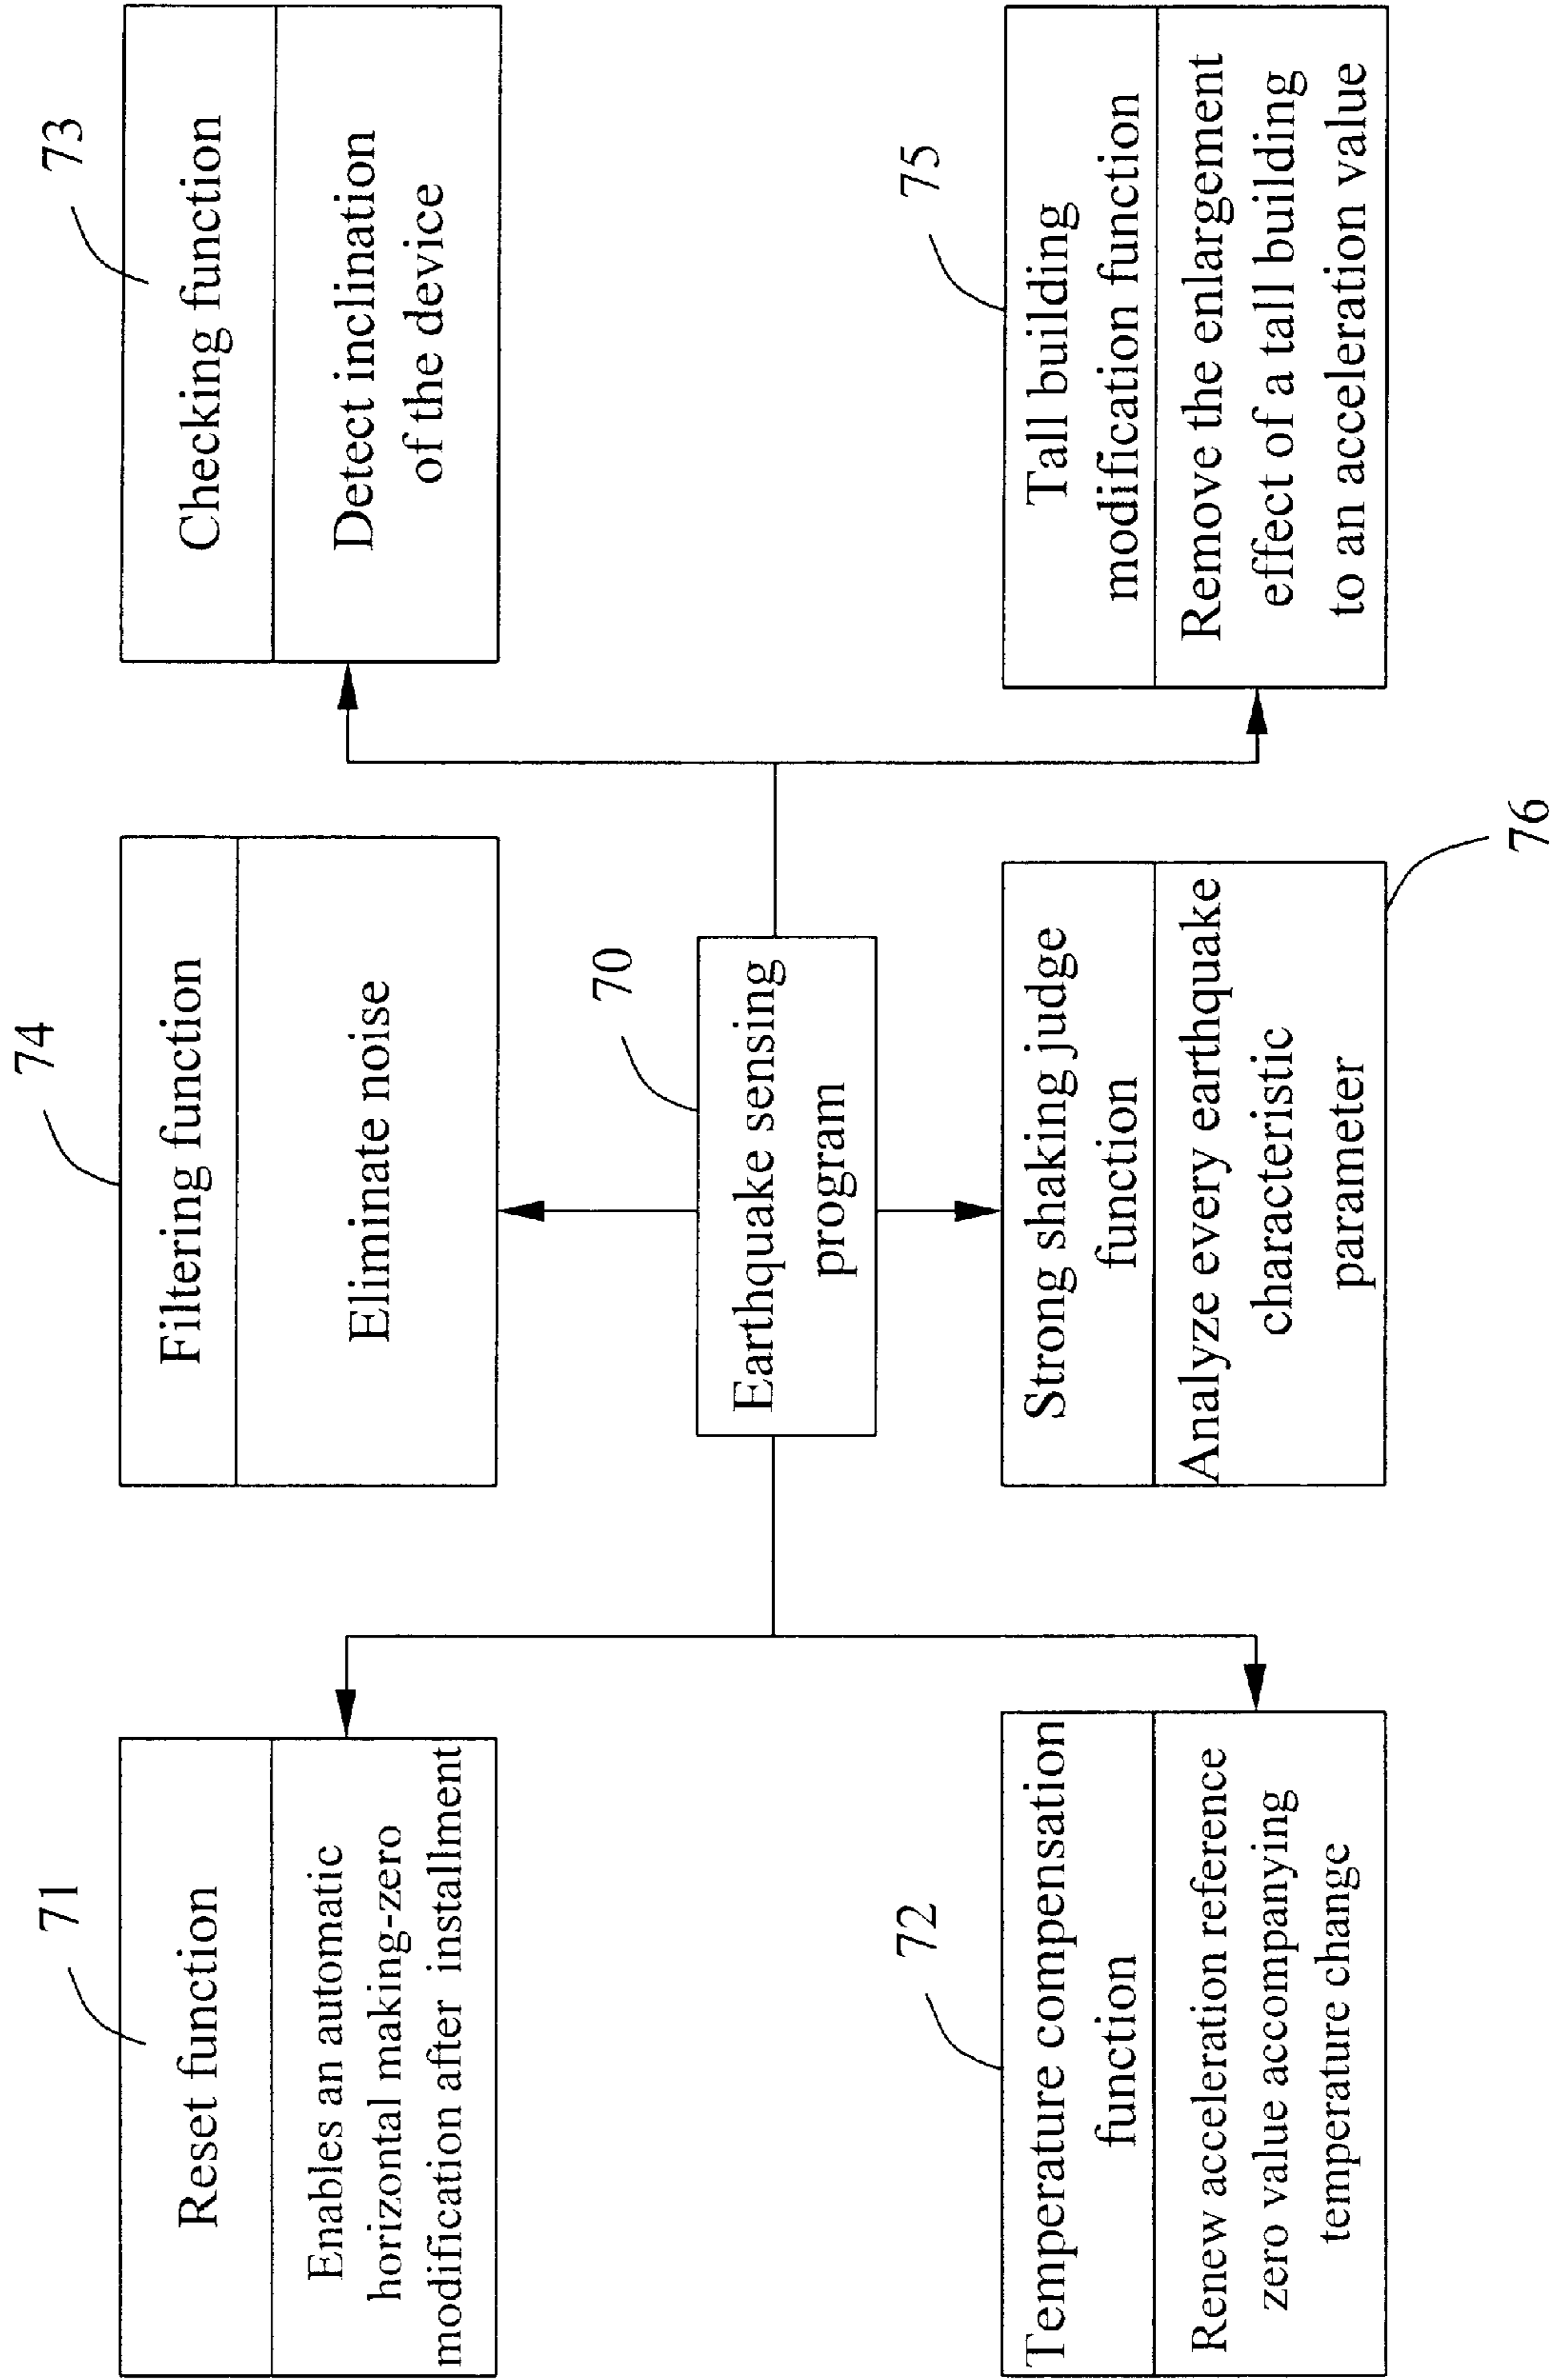 71
Reset function
Enables an automatic
horizontal making-zero
modification after installment
74
Filtering function
Eliminate noise
73
Checking function
Detect inclination
of the device
70
Earthquake sensing
program
72
Temperature compensation
function
Renew acceleration reference
zero value accompanying
temperature change
Strong shaking judge
function
Analyze every earthquake
characteristic
parameter
76
75
Tall building
modification function
Remove the enlargement
effect of a tall building
to an acceleration value